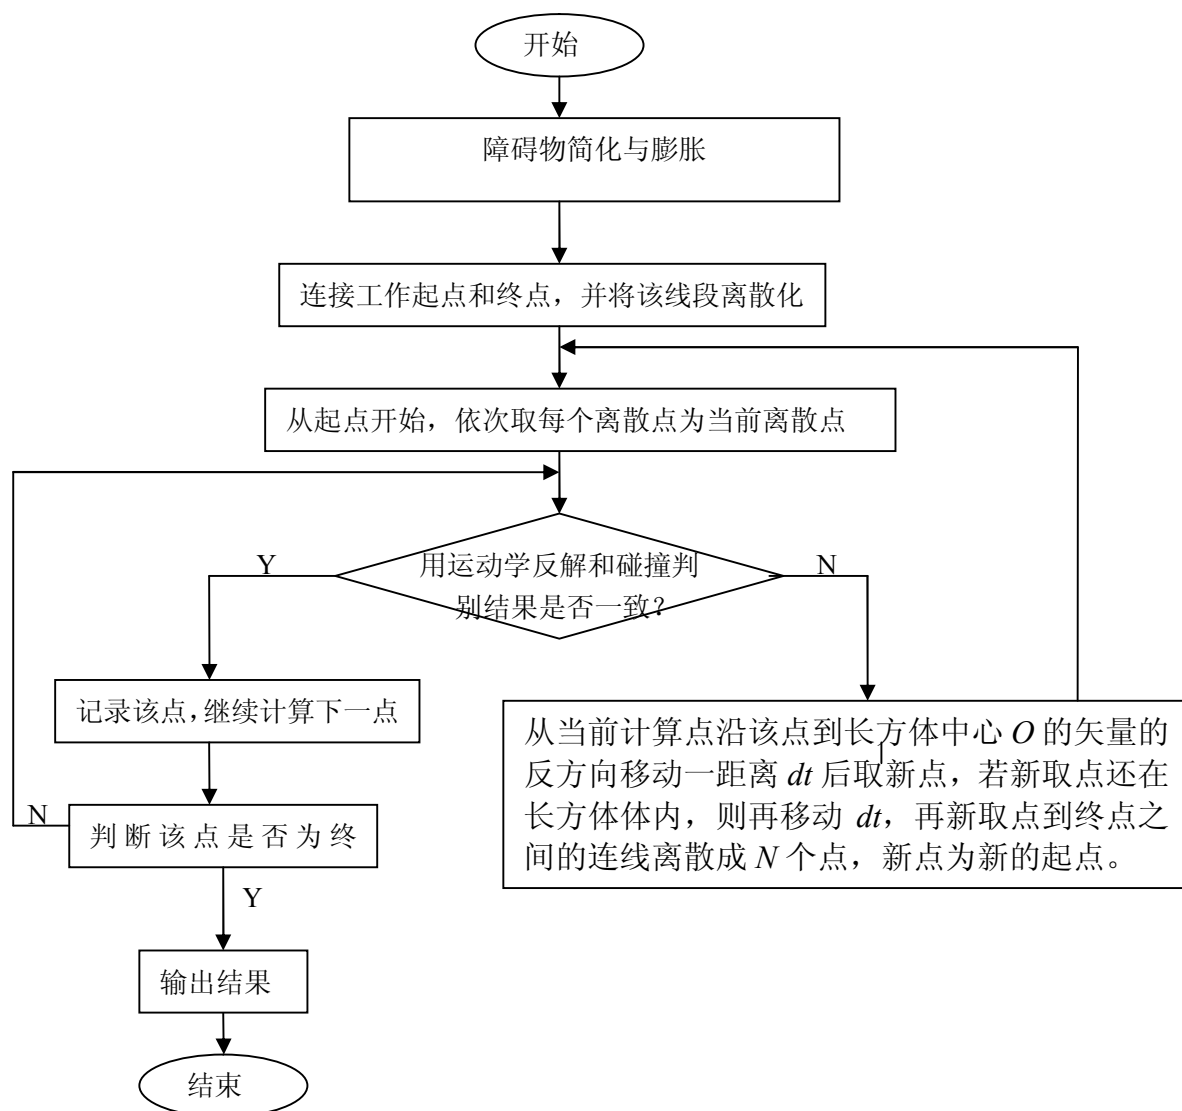 开始
障碍物简化与膨胀
连接工作起点和终点，并将该线段离散化
从起点开始，依次取每个离散点为当前离散点
Y
用运动学反解和碰撞判
别结果是否一致？
N
记录该点，继续计算下一点
从当前计算点沿该点到长方体中心 O 的矢量的
反方向移动一距离 dt 后取新点，若新取点还在
长方体体内，则再移动 dt，再新取点到终点之
间的连线离散成 N 个点，新点为新的起点。
N
判断该点是否为终
Y
输出结果
结束